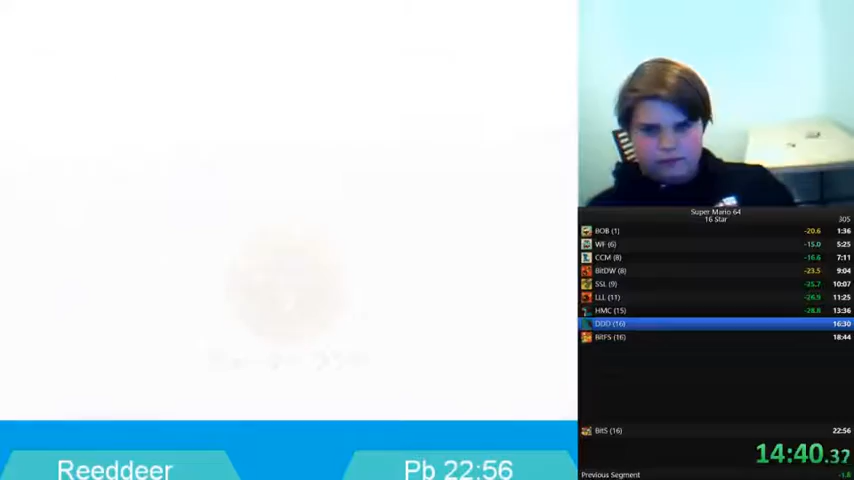 Super Mario 64
16 Star
305
BOB (1) -20.6 1:36
WF (6) -15.0 5:25
CCM (8) -16.6 7:11
BitDW (8) -23.5 9:04
SSL (9) -25.7 10:07
LLL (11) -26.9 11:25
HMC (15) -28.8 13:36
DDD (16) 16:30
BitFS (16) 18:44
BitS (16) 22:56
14:40.32
Previous Segment -1.8
Reeddeer
Pb 22:56